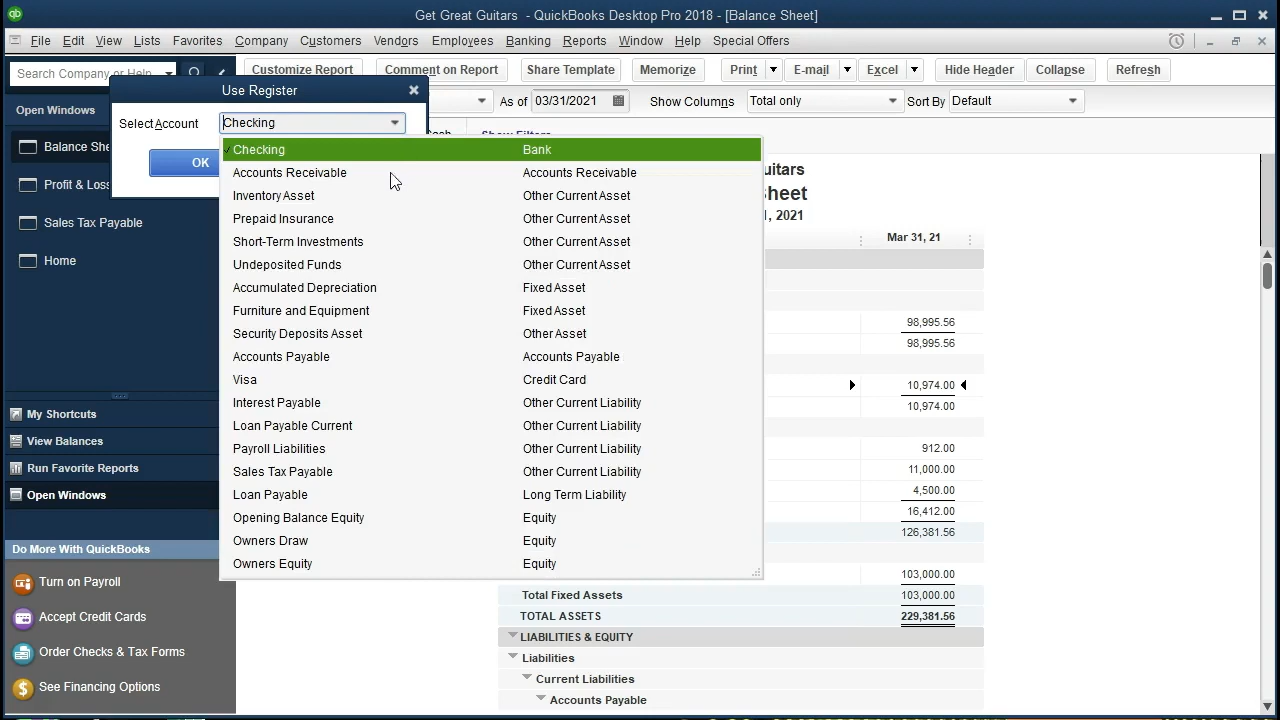 Get Great Guitars - QuickBooks Desktop Pro 2018 - [Balance Sheet]
File Edit View Lists Favorites Company Customers Vendors Employees Banking Reports Window Help Special Offers
Search Company or Help
Customize Report Comment on Report Share Template Memorize Print E-mail Excel Hide Header Collapse Refresh
Use Register
Open Windows
As of 03/31/2021 Show Columns Total only Sort By Default
Select Account Checking
Balance She
OK
Profit & Loss
Sales Tax Payable
Home
Checking Bank
Accounts Receivable Accounts Receivable
Inventory Asset Other Current Asset
Prepaid Insurance Other Current Asset
Short-Term Investments Other Current Asset
Undeposited Funds Other Current Asset
Accumulated Depreciation Fixed Asset
Furniture and Equipment Fixed Asset
Security Deposits Asset Other Asset
Accounts Payable Accounts Payable
Visa Credit Card
Interest Payable Other Current Liability
Loan Payable Current Other Current Liability
Payroll Liabilities Other Current Liability
Sales Tax Payable Other Current Liability
Loan Payable Long Term Liability
Opening Balance Equity Equity
Owners Draw Equity
Owners Equity Equity
uitars
heet
1, 2021
Mar 31, 21
98,995.56
98,995.56
10,974.00
10,974.00
912.00
11,000.00
4,500.00
16,412.00
126,381.56
103,000.00
Total Fixed Assets 103,000.00
TOTAL ASSETS 229,381.56
LIABILITIES & EQUITY
Liabilities
Current Liabilities
Accounts Payable
My Shortcuts
View Balances
Run Favorite Reports
Open Windows
Do More With QuickBooks
Turn on Payroll
Accept Credit Cards
Order Checks & Tax Forms
See Financing Options